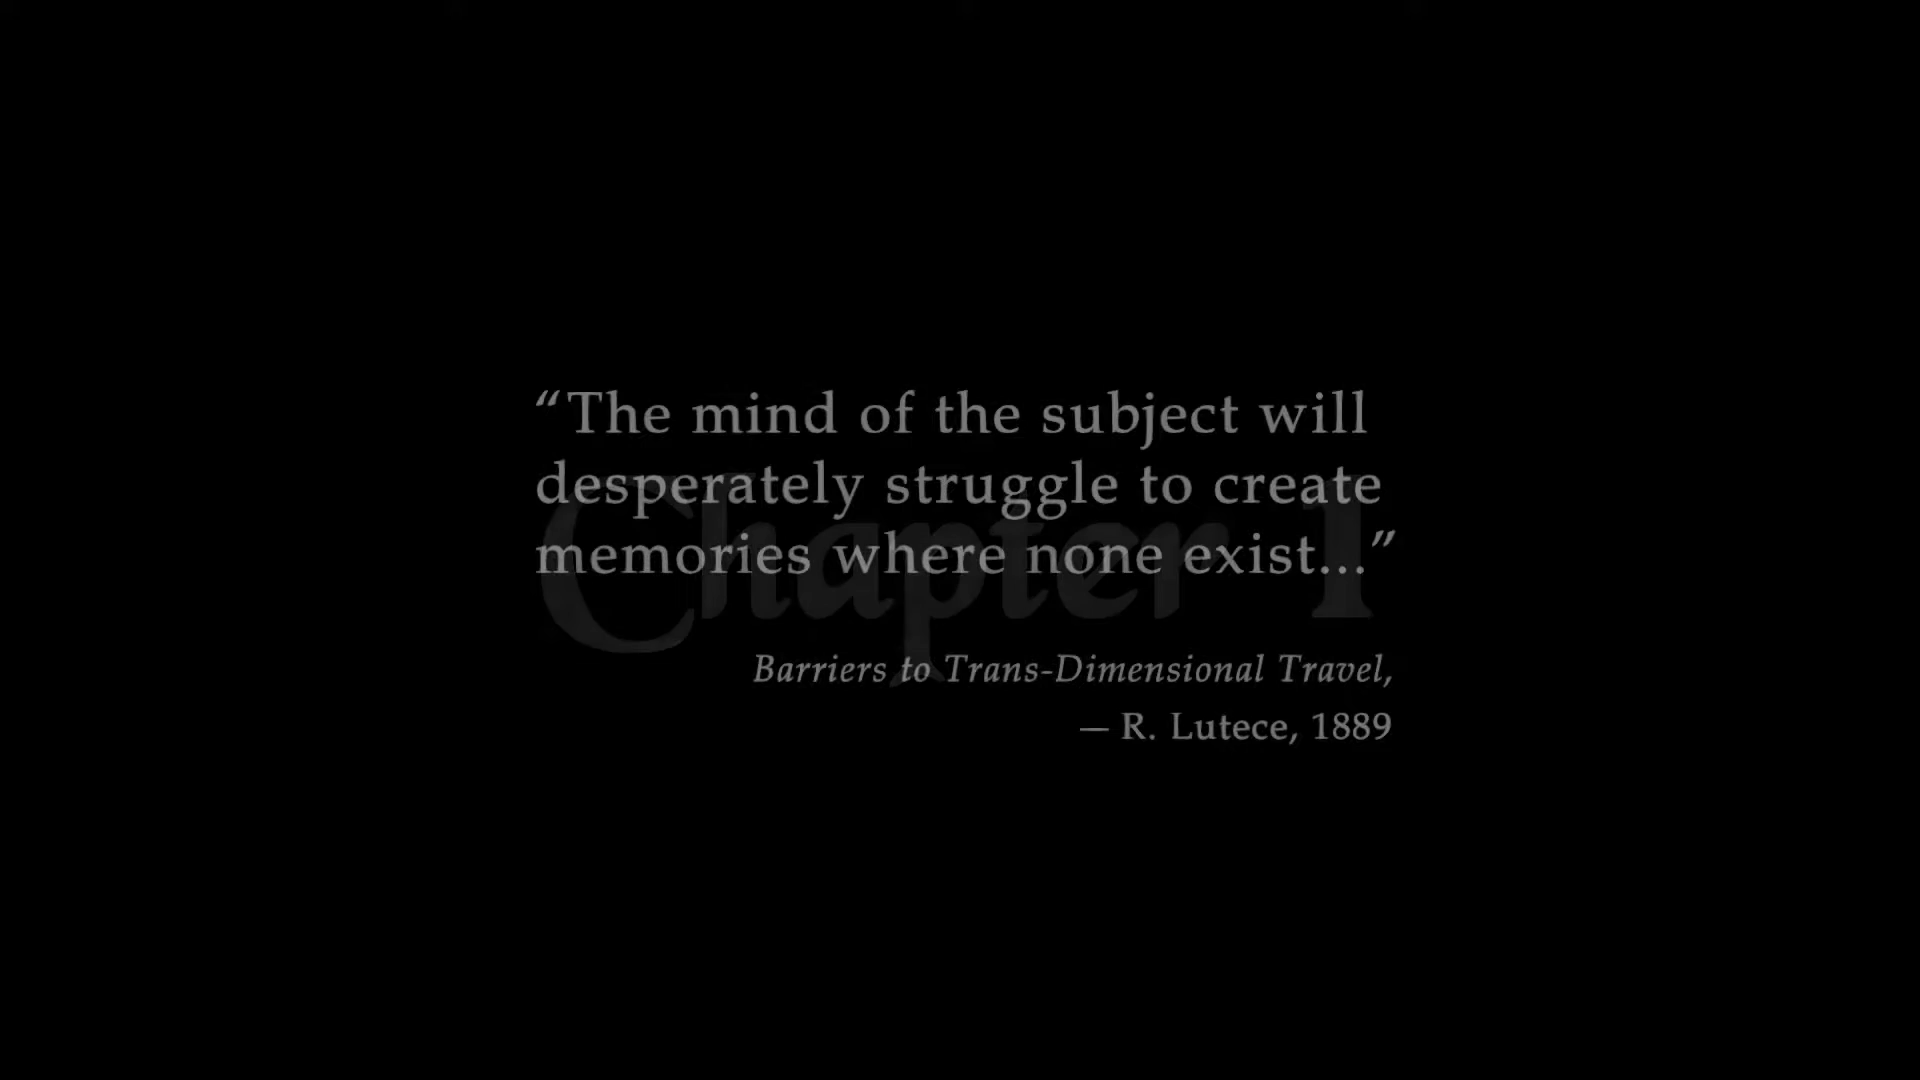 “The mind of the subject will
desperately struggle to create
memories where none exist...”
Chapter 1
Barriers to Trans-Dimensional Travel,
— R. Lutece, 1889